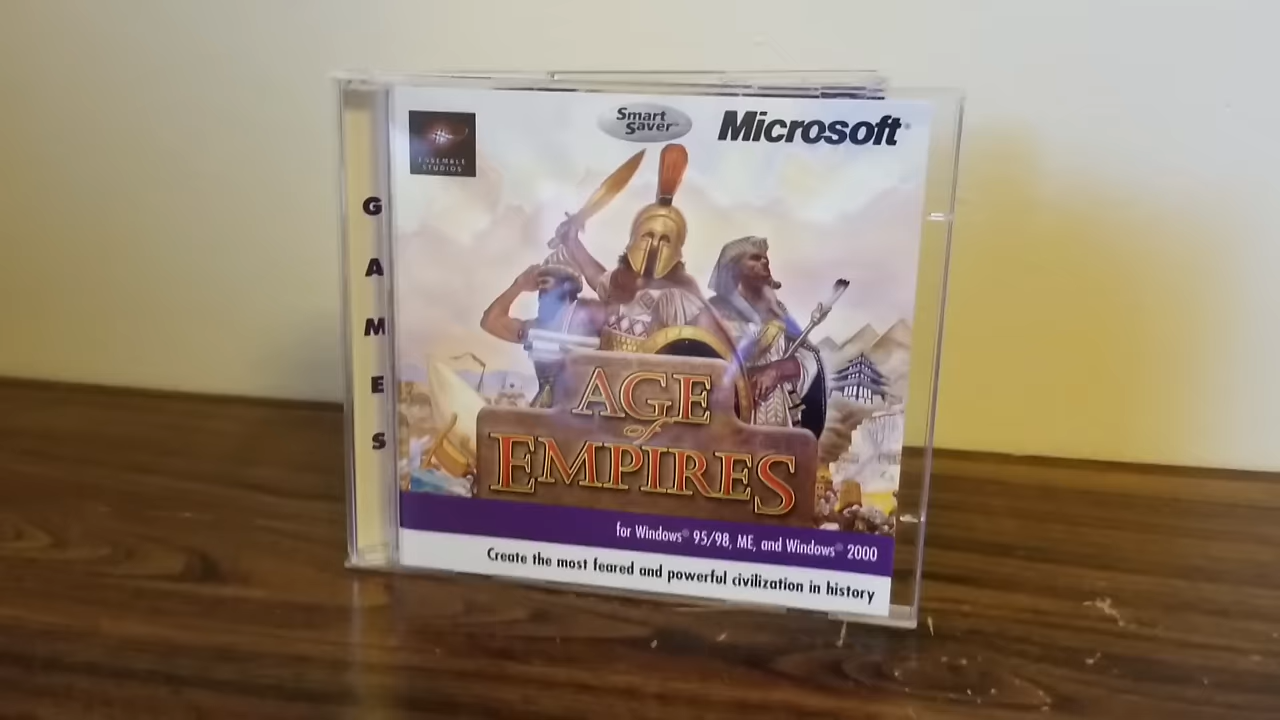 ENSEMBLE
STUDIOS
Smart
Saver™
Microsoft®
GAMES
AGE
of
EMPIRES
for Windows® 95/98, ME, and Windows® 2000
Create the most feared and powerful civilization in history